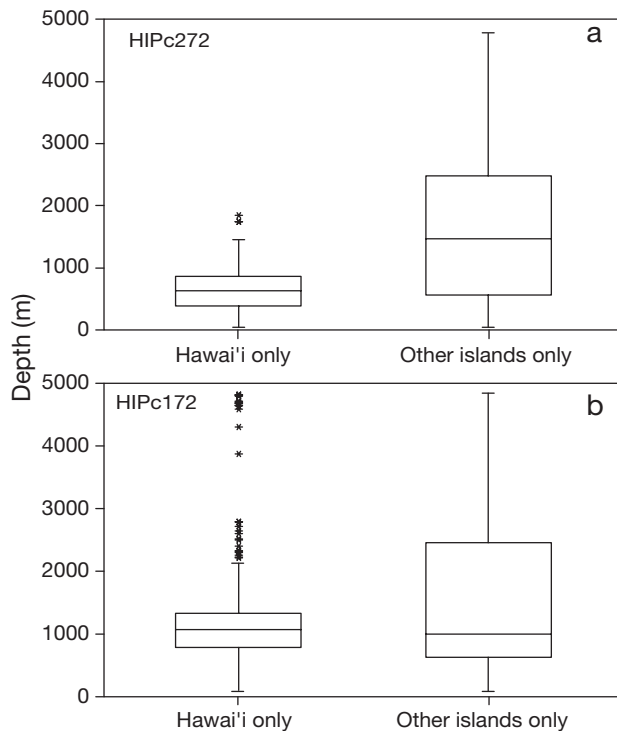 5000
HIPc272
a
4000
3000
2000
1000
0
Hawai'i only
Other islands only
Depth (m)
5000
HIPc172
b
4000
3000
2000
1000
0
Hawai'i only
Other islands only